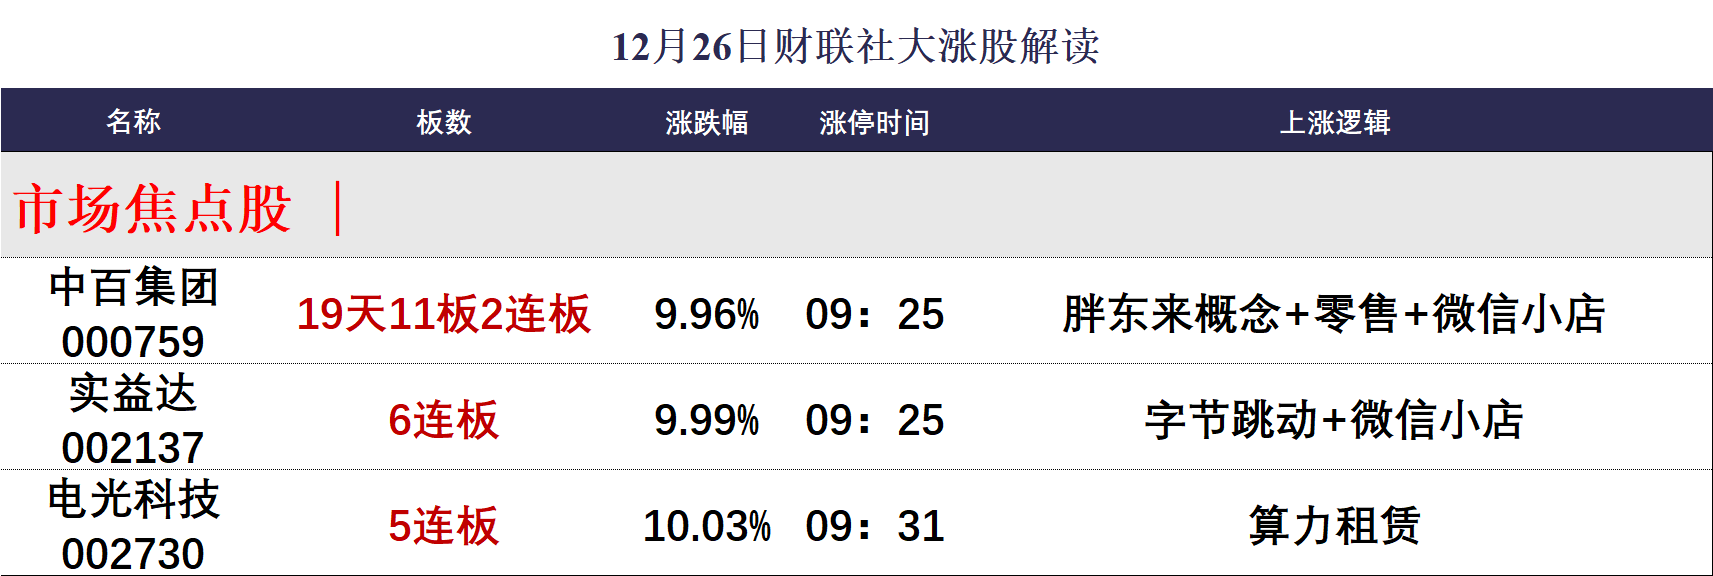 12月26日财联社大涨股解读
名称 板数 涨跌幅 涨停时间 上涨逻辑
市场焦点股 ｜
中百集团
000759 19天11板2连板 9.96% 09：25 胖东来概念+零售+微信小店
实益达
002137 6连板 9.99% 09：25 字节跳动+微信小店
电光科技
002730 5连板 10.03% 09：31 算力租赁